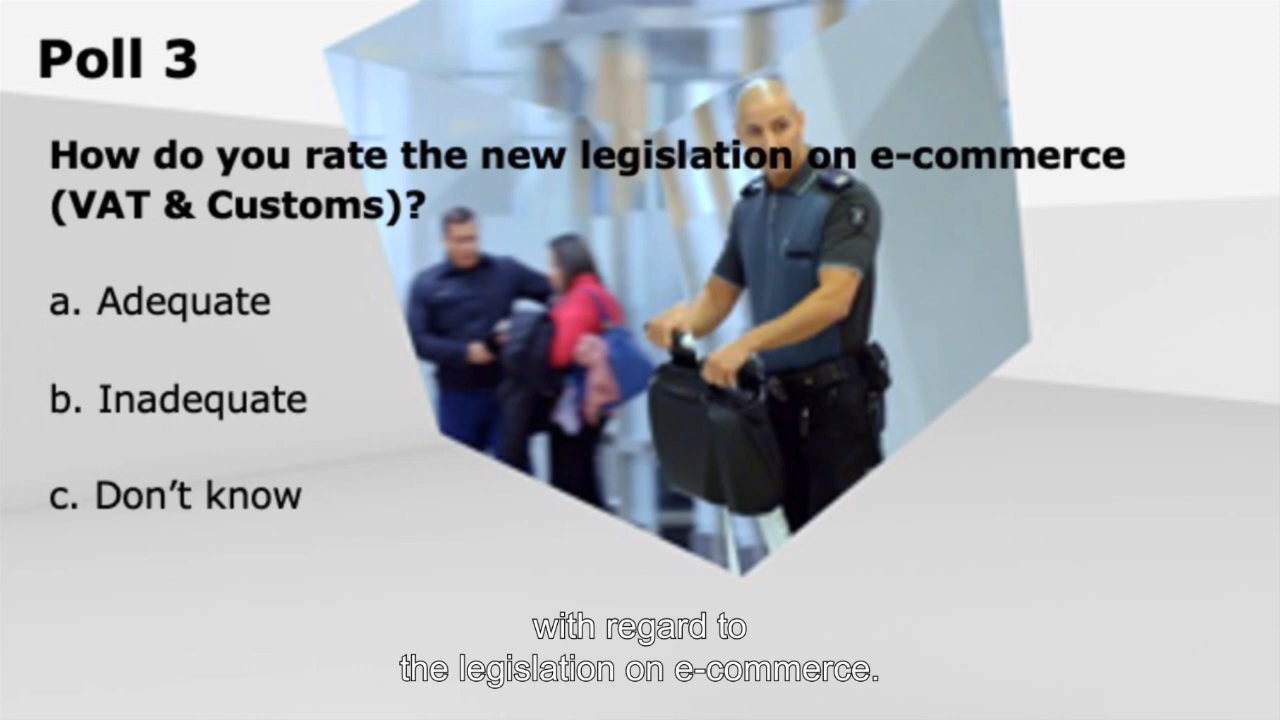 Poll 3
How do you rate the new legislation on e-commerce
(VAT & Customs)?
a. Adequate
b. Inadequate
c. Don’t know
with regard to
the legislation on e-commerce.